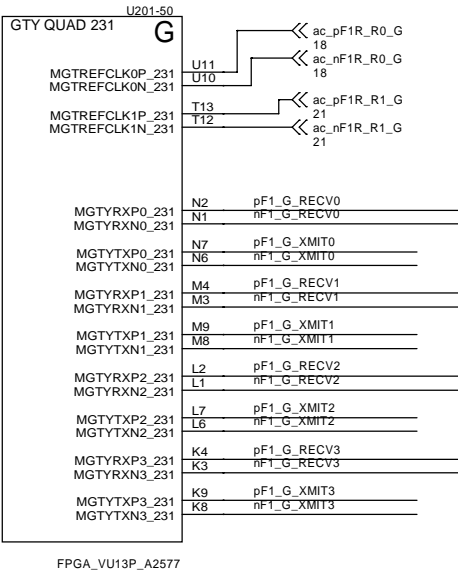 U201-50
GTY QUAD 231
G
MGTREFCLK0P_231 U11 ac_pF1R_R0_G
18
MGTREFCLK0N_231 U10 ac_nF1R_R0_G
18
MGTREFCLK1P_231 T13 ac_pF1R_R1_G
21
MGTREFCLK1N_231 T12 ac_nF1R_R1_G
21
MGTYRXP0_231 N2 pF1_G_RECV0
MGTYRXN0_231 N1 nF1_G_RECV0
MGTYTXP0_231 N7 pF1_G_XMIT0
MGTYTXN0_231 N6 nF1_G_XMIT0
MGTYRXP1_231 M4 pF1_G_RECV1
MGTYRXN1_231 M3 nF1_G_RECV1
MGTYTXP1_231 M9 pF1_G_XMIT1
MGTYTXN1_231 M8 nF1_G_XMIT1
MGTYRXP2_231 L2 pF1_G_RECV2
MGTYRXN2_231 L1 nF1_G_RECV2
MGTYTXP2_231 L7 pF1_G_XMIT2
MGTYTXN2_231 L6 nF1_G_XMIT2
MGTYRXP3_231 K4 pF1_G_RECV3
MGTYRXN3_231 K3 nF1_G_RECV3
MGTYTXP3_231 K9 pF1_G_XMIT3
MGTYTXN3_231 K8 nF1_G_XMIT3
FPGA_VU13P_A2577